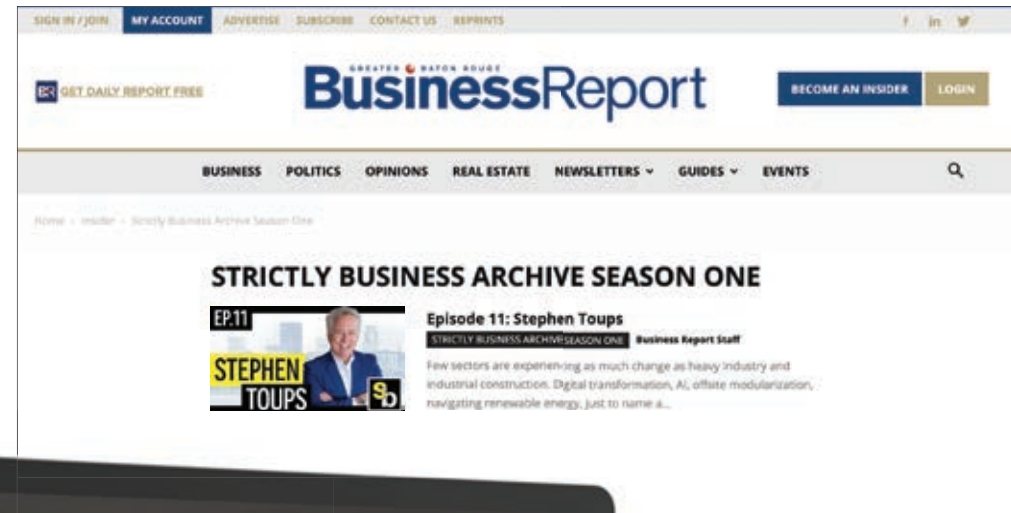 SIGN IN / JOIN MY ACCOUNT ADVERTISE SUBSCRIBE CONTACT US REPRINTS f in
BR GET DAILY REPORT FREE
GREATER BATON ROUGE
BusinessReport
BECOME AN INSIDER LOGIN
BUSINESS POLITICS OPINIONS REAL ESTATE NEWSLETTERS GUIDES EVENTS
Home › Insider › Strictly Business Archive Season One
STRICTLY BUSINESS ARCHIVE SEASON ONE
EP.11
STEPHEN
TOUPS
Sb
Episode 11: Stephen Toups
STRICTLY BUSINESS ARCHIVE SEASON ONE Business Report Staff
Few sectors are experiencing as much change as heavy industry and
industrial construction. Digital transformation, AI, offsite modularization,
navigating renewable energy, just to name a...